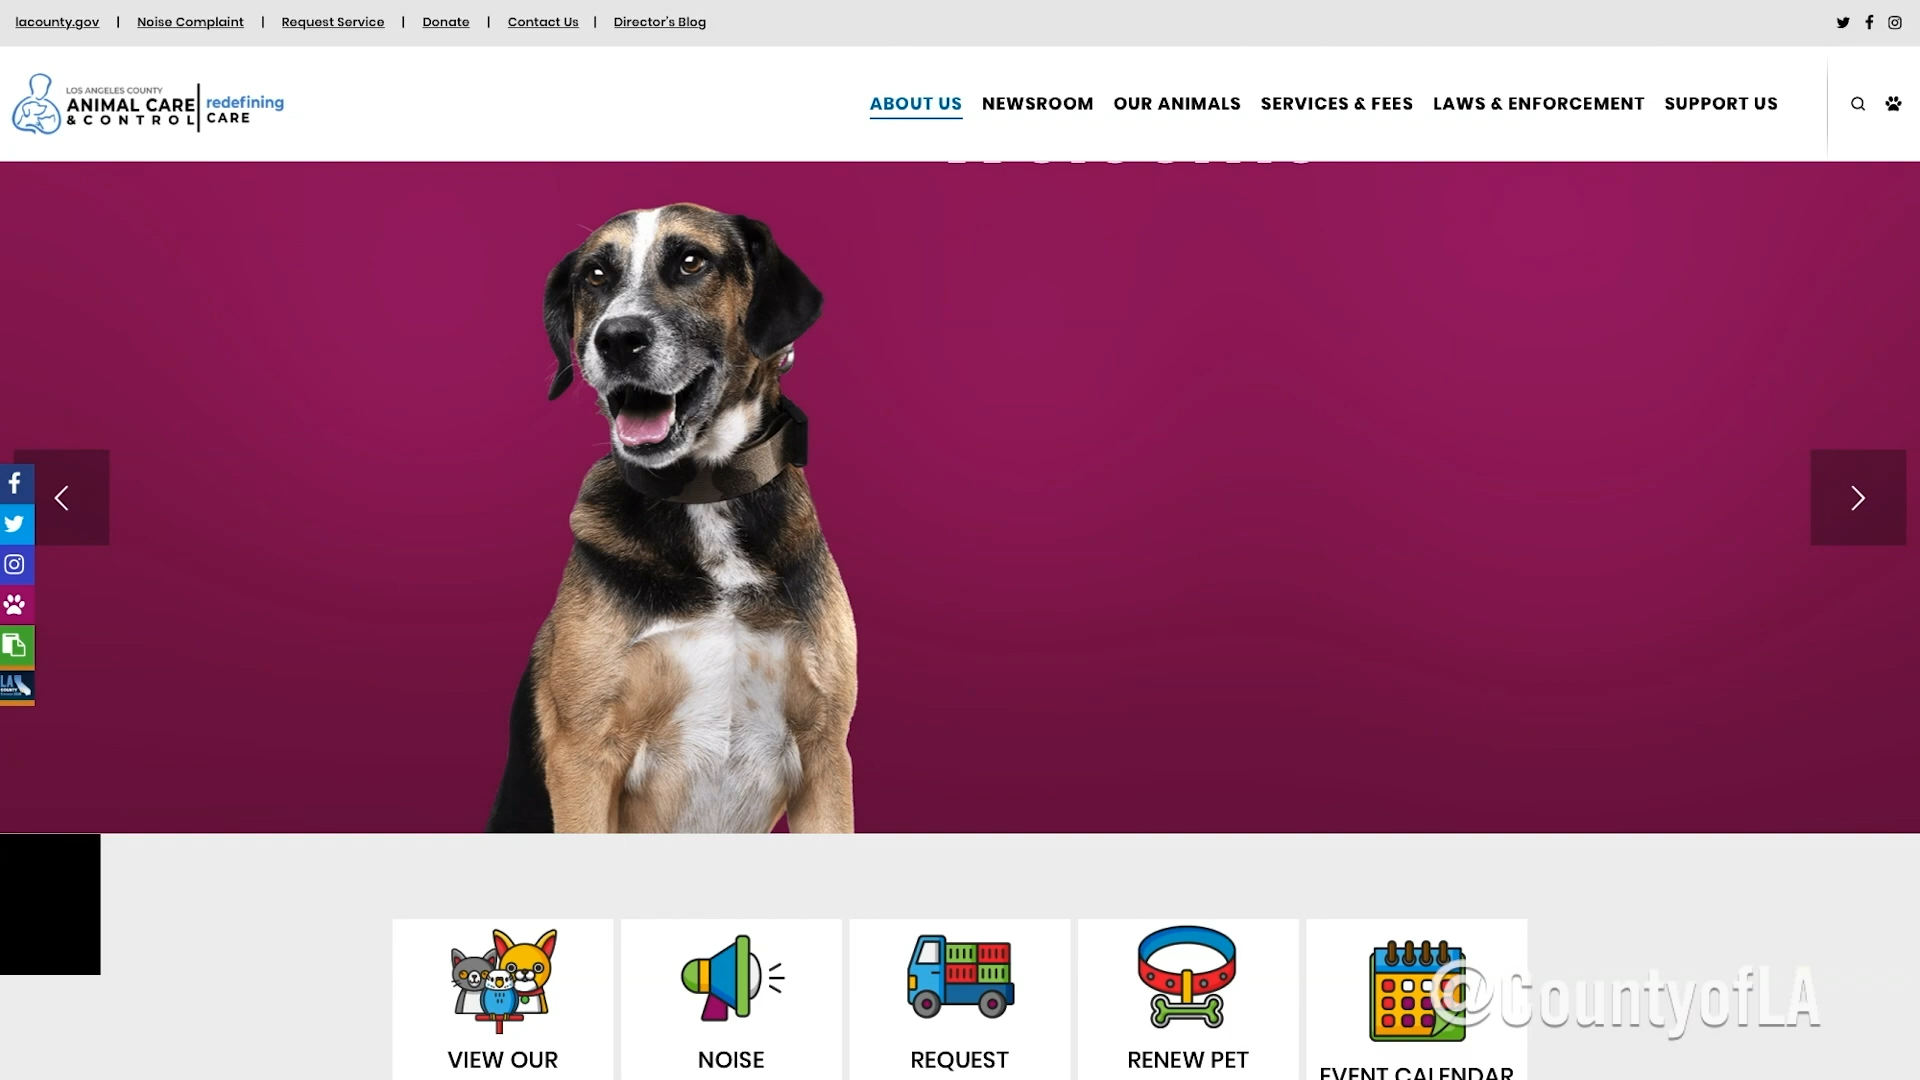 lacounty.gov | Noise Complaint | Request Service | Donate | Contact Us | Director's Blog
LOS ANGELES COUNTY
ANIMAL CARE
& CONTROL
redefining
CARE
ABOUT US NEWSROOM OUR ANIMALS SERVICES & FEES LAWS & ENFORCEMENT SUPPORT US
LA
COUNTY
VIEW OUR
NOISE
REQUEST
RENEW PET
EVENT CALENDAR
@CountyofLA